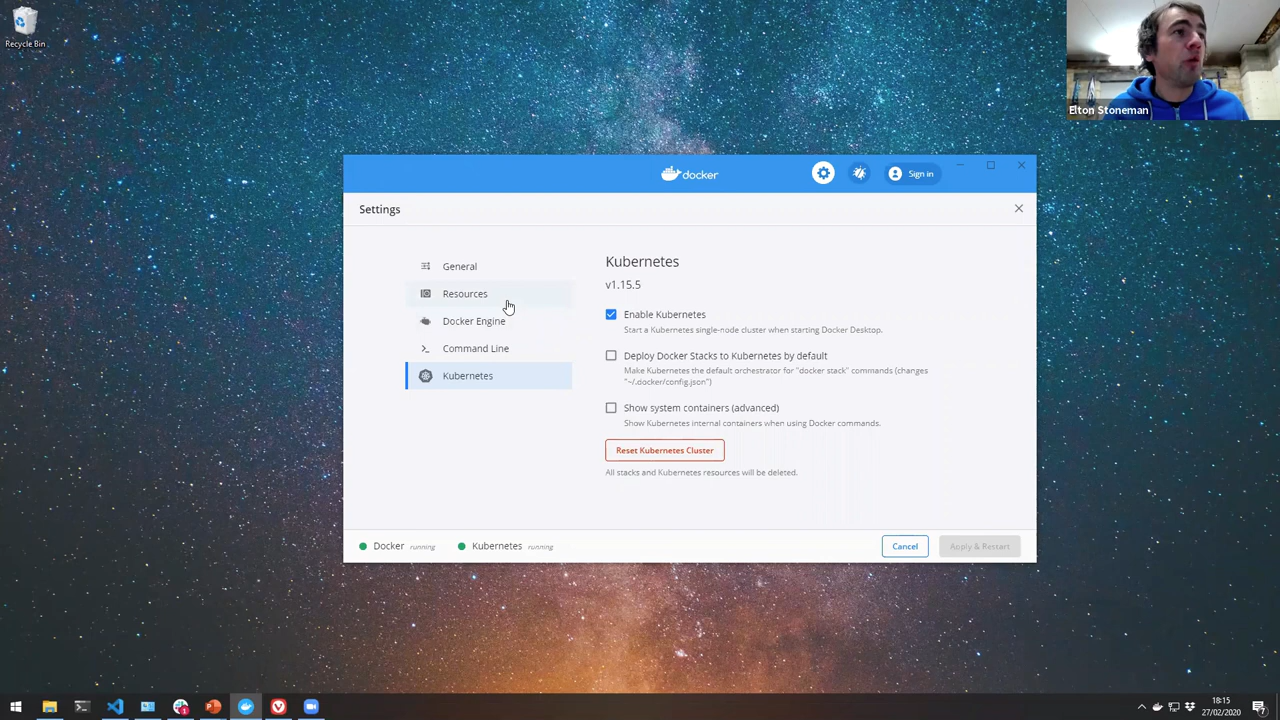 Recycle Bin
Elton Stoneman
docker
Sign in
Settings
General
Resources
Docker Engine
Command Line
Kubernetes
Kubernetes
v1.15.5
Enable Kubernetes
Start a Kubernetes single-node cluster when starting Docker Desktop.
Deploy Docker Stacks to Kubernetes by default
Make Kubernetes the default orchestrator for "docker stack" commands (changes
"~/.docker/config.json")
Show system containers (advanced)
Show Kubernetes internal containers when using Docker commands.
Reset Kubernetes Cluster
All stacks and Kubernetes resources will be deleted.
Docker running
Kubernetes running
Cancel
Apply & Restart
1
18:15
27/02/2020
7